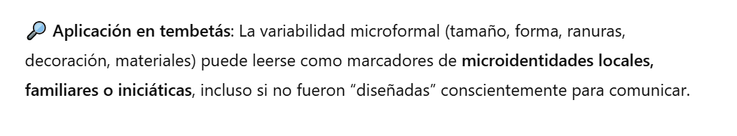 🔎 Aplicación en tembetás: La variabilidad microformal (tamaño, forma, ranuras,
decoración, materiales) puede leerse como marcadores de microidentidades locales,
familiares o iniciáticas, incluso si no fueron “diseñadas” conscientemente para comunicar.